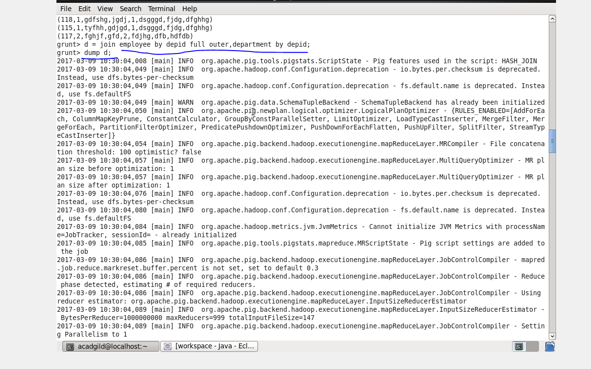 File Edit View Search Terminal Help
(118,1,gdfshg,jgdj,1,dsgggd,fjdg,dfghhg)
(115,1,tyfhh,gjgd,1,dsgggd,fjdg,dfghhg)
(117,2,fghjf,gfd,2,fdjhg,dfb,hdfdb)
grunt> d = join employee by depid full outer,department by depid;
grunt> dump d;
2017-03-09 10:30:04,008 [main] INFO  org.apache.pig.tools.pigstats.ScriptState - Pig features used in the script: HASH_JOIN
2017-03-09 10:30:04,049 [main] INFO  org.apache.hadoop.conf.Configuration.deprecation - io.bytes.per.checksum is deprecated.
Instead, use dfs.bytes-per-checksum
2017-03-09 10:30:04,049 [main] INFO  org.apache.hadoop.conf.Configuration.deprecation - fs.default.name is deprecated. Instea
d, use fs.defaultFS
2017-03-09 10:30:04,049 [main] WARN  org.apache.pig.data.SchemaTupleBackend - SchemaTupleBackend has already been initialized
2017-03-09 10:30:04,050 [main] INFO  org.apache.pig.newplan.logical.optimizer.LogicalPlanOptimizer - {RULES_ENABLED=[AddForEa
ch, ColumnMapKeyPrune, ConstantCalculator, GroupByConstParallelSetter, LimitOptimizer, LoadTypeCastInserter, MergeFilter, Mer
geForEach, PartitionFilterOptimizer, PredicatePushdownOptimizer, PushDownForEachFlatten, PushUpFilter, SplitFilter, StreamTyp
eCastInserter]}
2017-03-09 10:30:04,054 [main] INFO  org.apache.pig.backend.hadoop.executionengine.mapReduceLayer.MRCompiler - File concatena
tion threshold: 100 optimistic? false
2017-03-09 10:30:04,057 [main] INFO  org.apache.pig.backend.hadoop.executionengine.mapReduceLayer.MultiQueryOptimizer - MR pl
an size before optimization: 1
2017-03-09 10:30:04,057 [main] INFO  org.apache.pig.backend.hadoop.executionengine.mapReduceLayer.MultiQueryOptimizer - MR pl
an size after optimization: 1
2017-03-09 10:30:04,076 [main] INFO  org.apache.hadoop.conf.Configuration.deprecation - io.bytes.per.checksum is deprecated.
Instead, use dfs.bytes-per-checksum
2017-03-09 10:30:04,080 [main] INFO  org.apache.hadoop.conf.Configuration.deprecation - fs.default.name is deprecated. Instea
d, use fs.defaultFS
2017-03-09 10:30:04,084 [main] INFO  org.apache.hadoop.metrics.jvm.JvmMetrics - Cannot initialize JVM Metrics with processNam
e=JobTracker, sessionId= - already initialized
2017-03-09 10:30:04,085 [main] INFO  org.apache.pig.tools.pigstats.mapreduce.MRScriptState - Pig script settings are added to
the job
2017-03-09 10:30:04,086 [main] INFO  org.apache.pig.backend.hadoop.executionengine.mapReduceLayer.JobControlCompiler - mapred
.job.reduce.markreset.buffer.percent is not set, set to default 0.3
2017-03-09 10:30:04,086 [main] INFO  org.apache.pig.backend.hadoop.executionengine.mapReduceLayer.JobControlCompiler - Reduce
phase detected, estimating # of required reducers.
2017-03-09 10:30:04,086 [main] INFO  org.apache.pig.backend.hadoop.executionengine.mapReduceLayer.JobControlCompiler - Using
reducer estimator: org.apache.pig.backend.hadoop.executionengine.mapReduceLayer.InputSizeReducerEstimator
2017-03-09 10:30:04,089 [main] INFO  org.apache.pig.backend.hadoop.executionengine.mapReduceLayer.InputSizeReducerEstimator -
BytesPerReducer=1000000000 maxReducers=999 totalInputFileSize=147
2017-03-09 10:30:04,089 [main] INFO  org.apache.pig.backend.hadoop.executionengine.mapReduceLayer.JobControlCompiler - Settin
g Parallelism to 1
acadgild@localhost:~ [workspace - Java - Ecl...